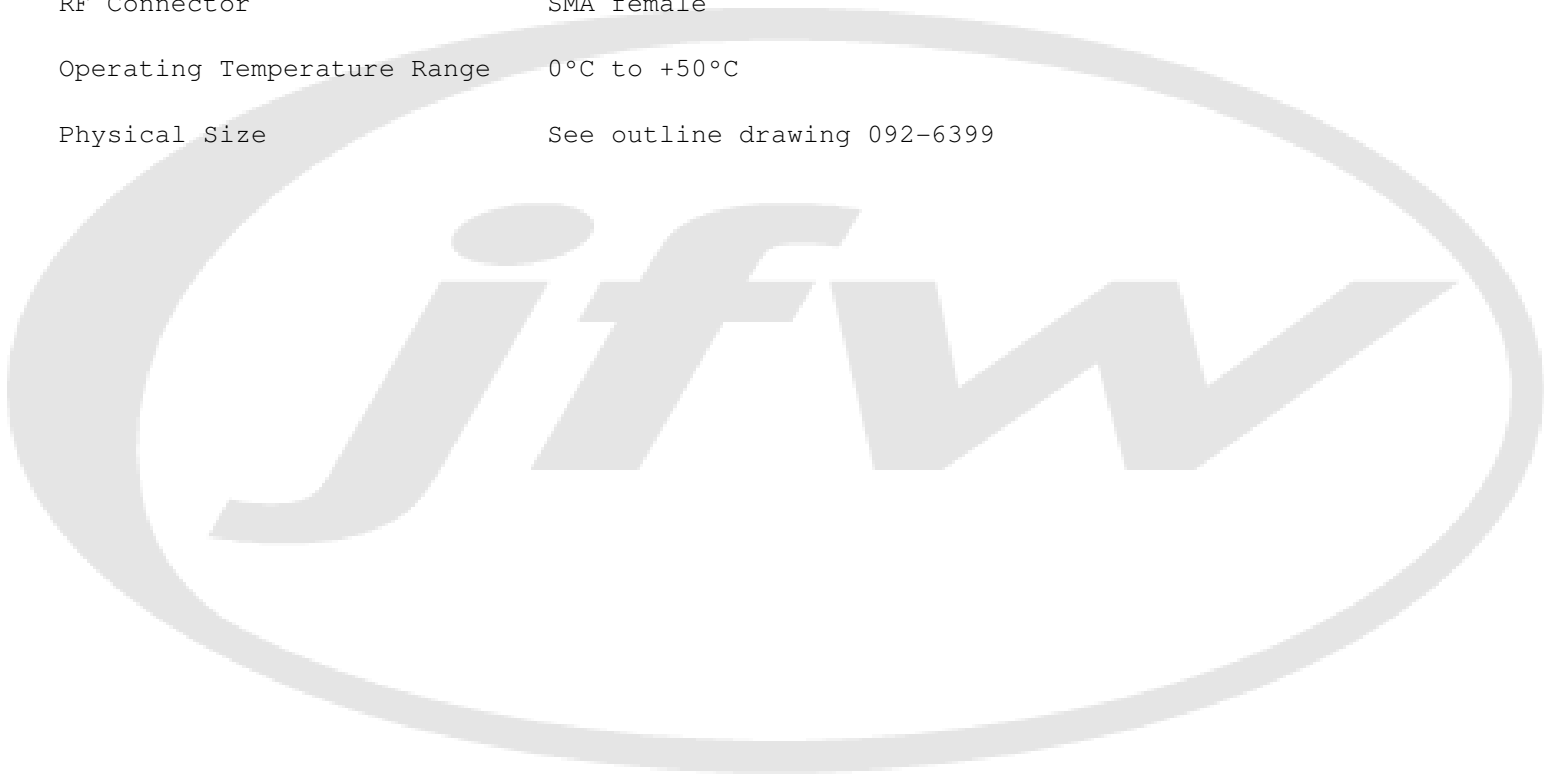 RF Connector SMA female
Operating Temperature Range 0°C to +50°C
Physical Size See outline drawing 092-6399
jfw